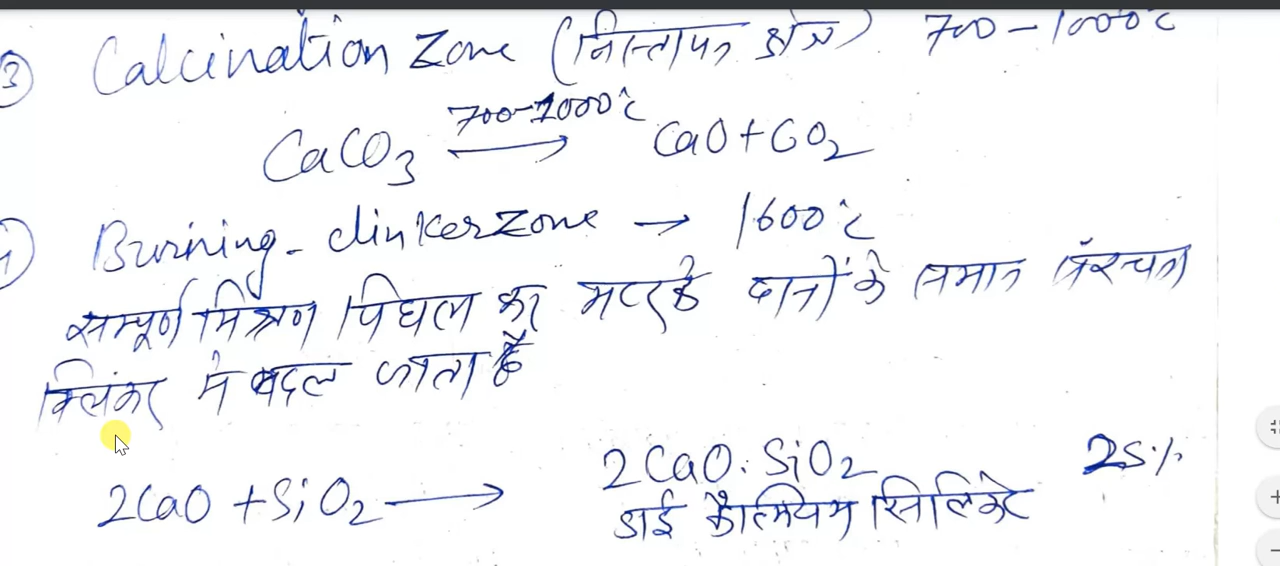 ③ Calcination Zone (निस्तापन क्षेत्र) 700-1000°C
700-1000°C
CaCO3 ⟶ CaO+CO2
④ Burning-clinker zone → 1600°C
सम्पूर्ण मिश्रण पिघल कर मटर के दानों के समान संरचना
क्लिंकर में बदल जाता है
2CaO + SiO2 ⟶ 2CaO.SiO2 25%
डाई कैल्सियम सिलिकेट